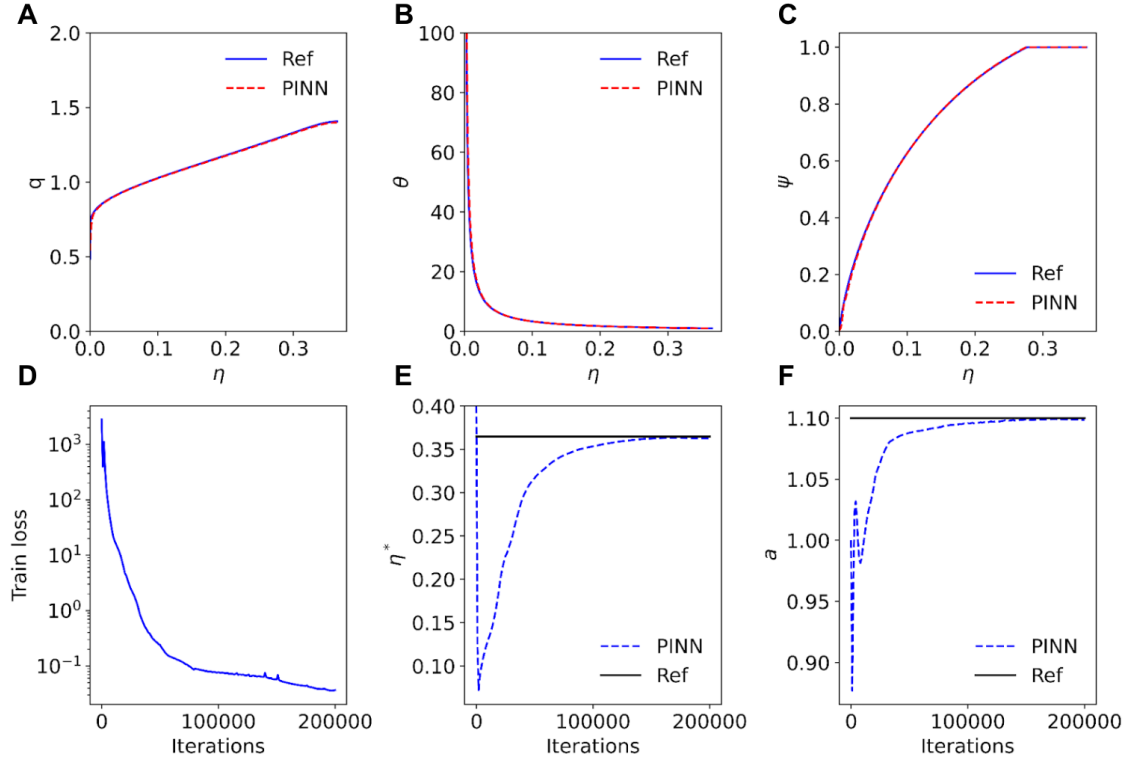 A
2.0
1.5
1.0
0.5
0.0
q
0.0 0.1 0.2 0.3
η
Ref
PINN
B
100
80
60
40
20
0
θ
0.0 0.1 0.2 0.3
η
Ref
PINN
C
1.0
0.8
0.6
0.4
0.2
0.0
ψ
0.0 0.1 0.2 0.3
η
Ref
PINN
D
10³
10²
10¹
10⁰
10⁻¹
Train loss
0 100000 200000
Iterations
E
0.40
0.35
0.30
0.25
0.20
0.15
0.10
η*
0 100000 200000
Iterations
PINN
Ref
F
1.10
1.05
1.00
0.95
0.90
a
0 100000 200000
Iterations
PINN
Ref